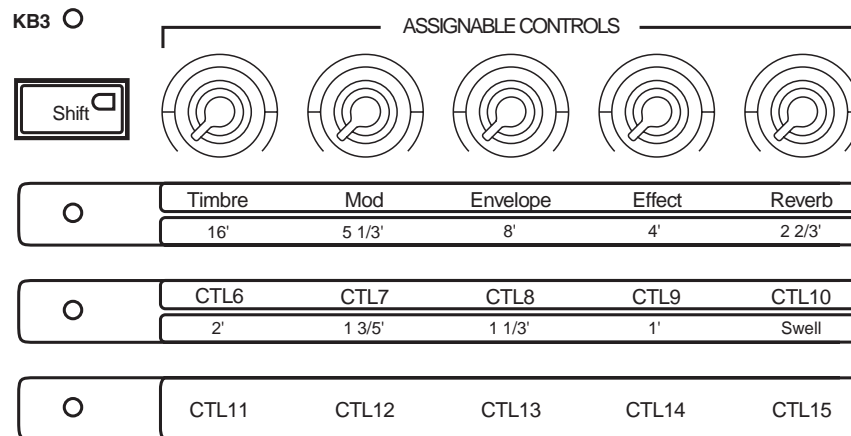 KB3
ASSIGNABLE CONTROLS
Shift
Timbre Mod Envelope Effect Reverb
16' 5 1/3' 8' 4' 2 2/3'
CTL6 CTL7 CTL8 CTL9 CTL10
2' 1 3/5' 1 1/3' 1' Swell
CTL11 CTL12 CTL13 CTL14 CTL15